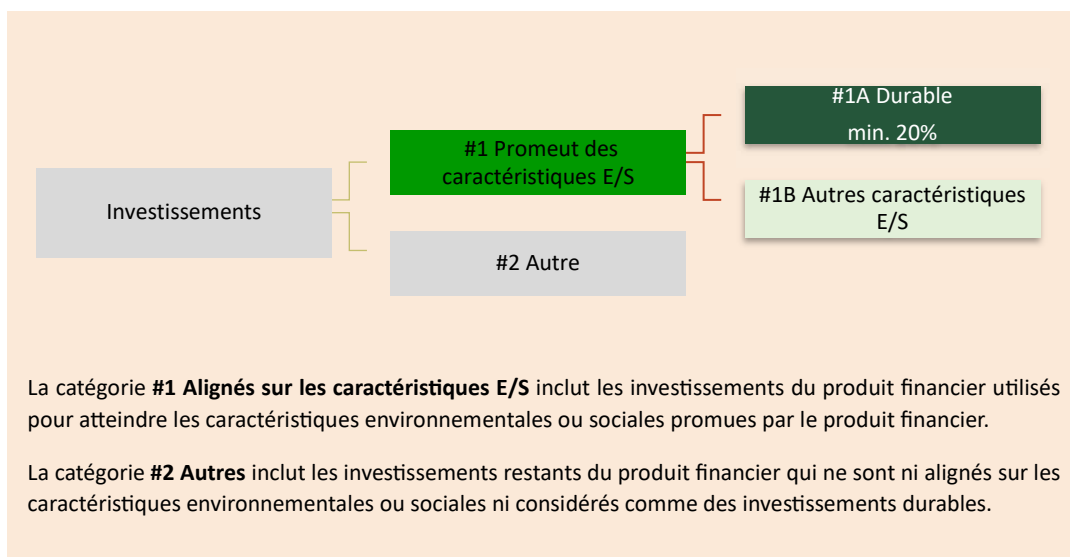 #1A Durable
min. 20%
#1 Promeut des
caractéristiques E/S
#1B Autres caractéristiques
E/S
Investissements
#2 Autre
La catégorie #1 Alignés sur les caractéristiques E/S inclut les investissements du produit financier utilisés
pour atteindre les caractéristiques environnementales ou sociales promues par le produit financier.
La catégorie #2 Autres inclut les investissements restants du produit financier qui ne sont ni alignés sur les
caractéristiques environnementales ou sociales ni considérés comme des investissements durables.